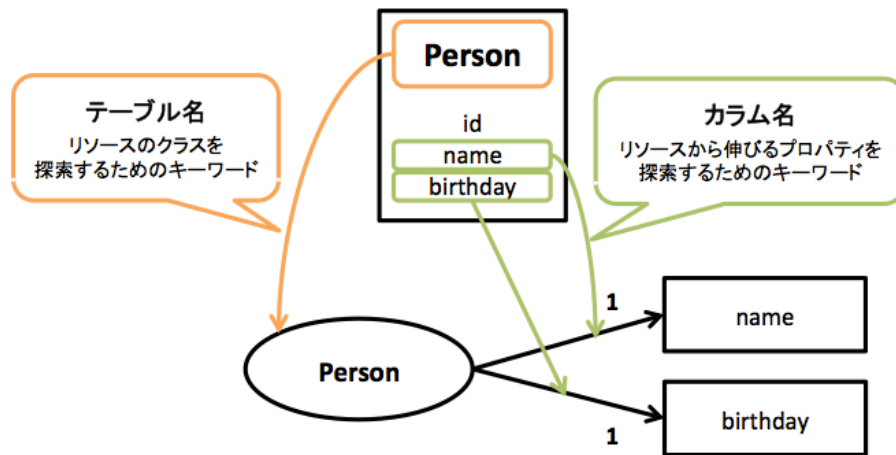 Person
テーブル名
リソースのクラスを
探索するためのキーワード
id
name
birthday
カラム名
リソースから伸びるプロパティを
探索するためのキーワード
1
name
Person
birthday
1